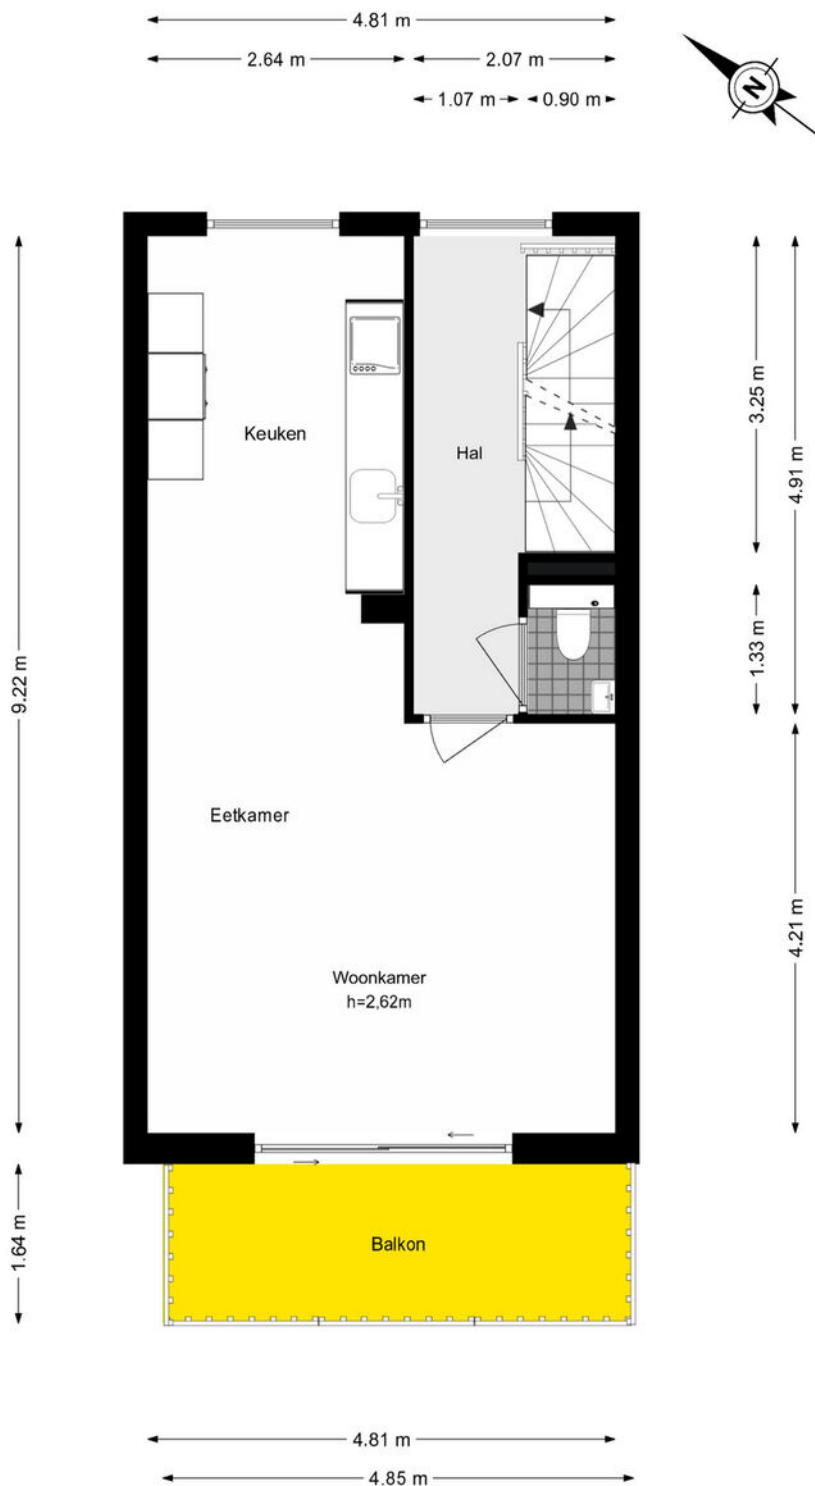 4.81 m
2.64 m
2.07 m
1.07 m
0.90 m
N
Keuken
Hal
3.25 m
4.91 m
1.33 m
9.22 m
Eetkamer
4.21 m
Woonkamer
h=2,62m
1.64 m
Balkon
4.81 m
4.85 m